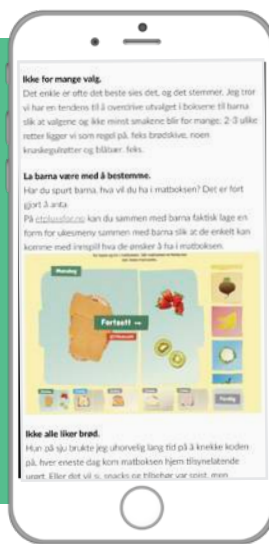 Ikke for mange valg.
Det enkle er ofte det beste sies det, og det stemmer. Jeg tror
vi har en tendens til å overdrive utvalget i boksene til barna
slik at valgene og ikke minst smakene blir for mange. 2-3 ulike
retter ligger vi som regel på, feks brødskive, noen
knaskegulrøtter og blåbær, feks.
La barna være med å bestemme.
Har du spurt barna, hva vil du ha i matboksen? Det er fort
gjort å anta.
På etplussfor.no kan du sammen med barna faktisk lage en
form for ukesmeny sammen med barna slik at de enkelt kan
komme med innspill hva de ønsker å ha i matboksen.
Mandag
Fortsett
Ferdig
Ikke alle liker brød.
Hun på sju brukte jeg uhorvelig lang tid på å knekke koden
på, hver eneste dag kom matboksen hjem tilsynelatende
urørt. Eller det vil si, snacks og tilbehør var spist, men